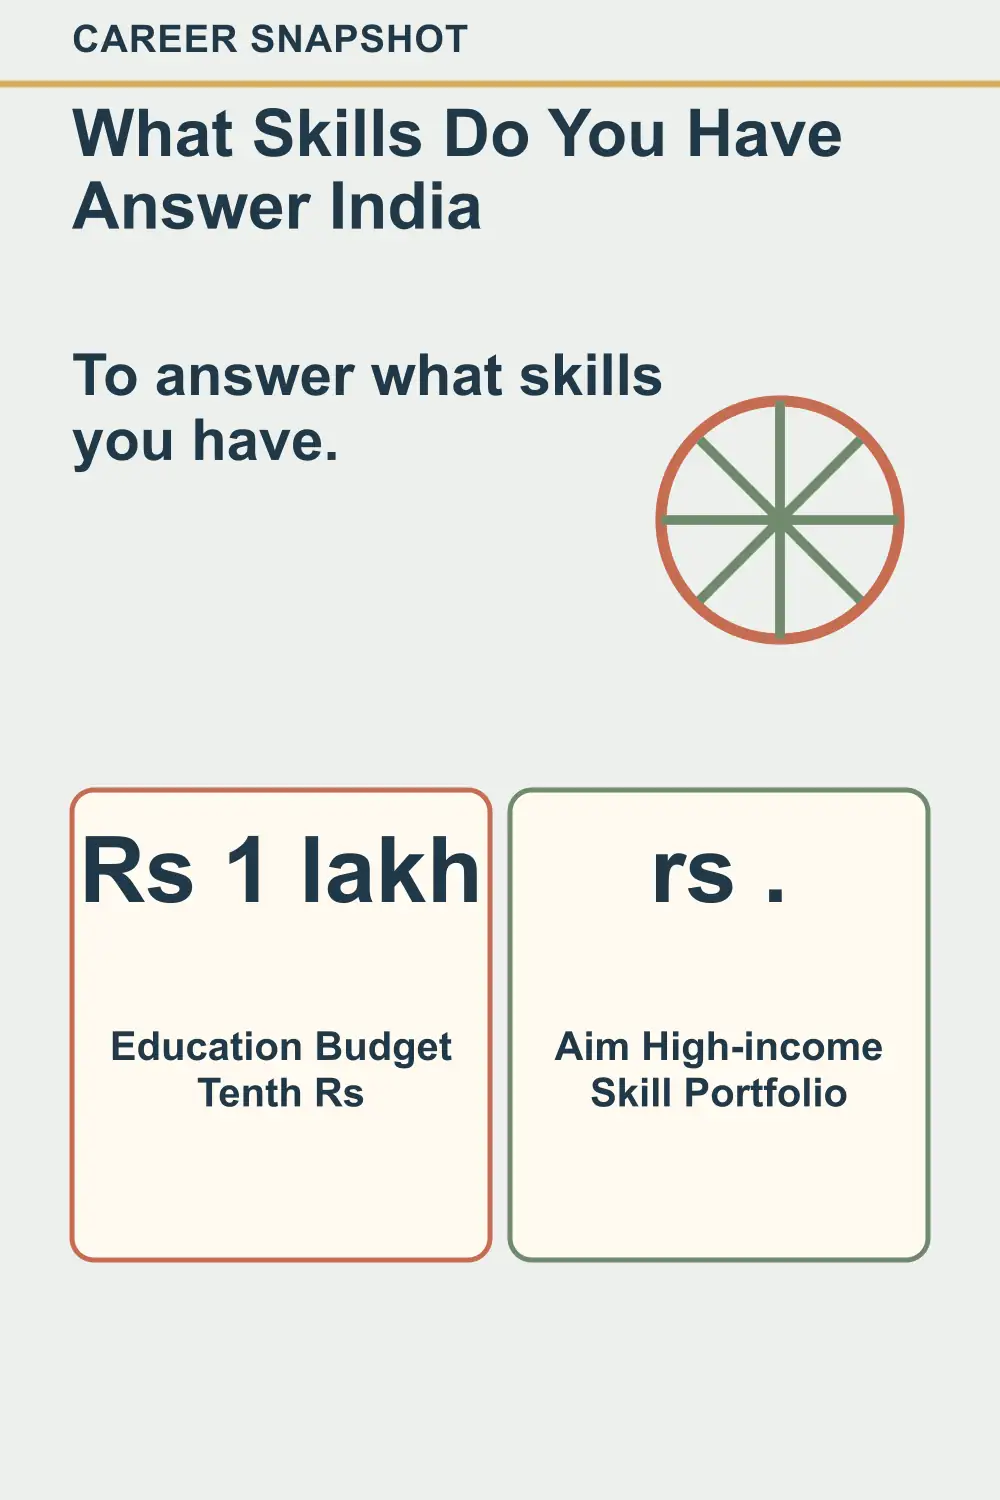 CAREER SNAPSHOT
What Skills Do You Have
Answer India
To answer what skills
you have.
Rs 1 lakh
Education Budget
Tenth Rs
rs .
Aim High-income
Skill Portfolio